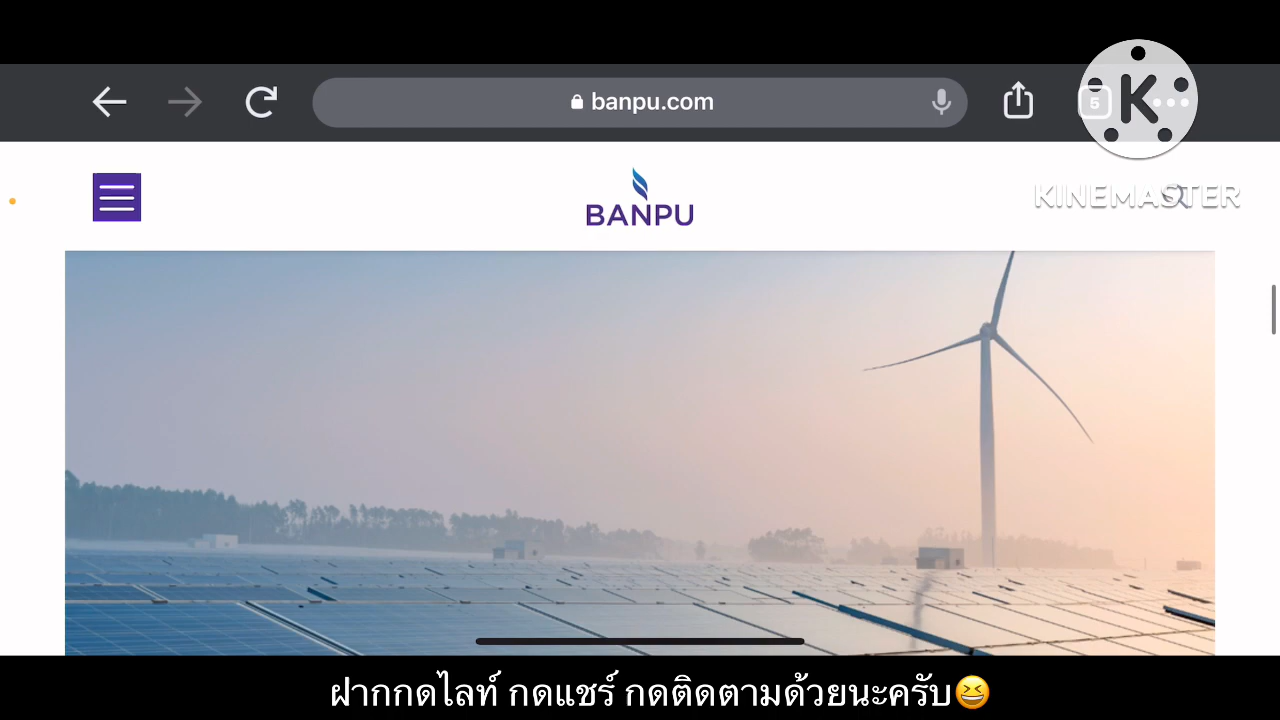 banpu.com
5
K
KINEMASTER
BANPU
ฝากกดไลท์ กดแชร์ กดติดตามด้วยนะครับ😆